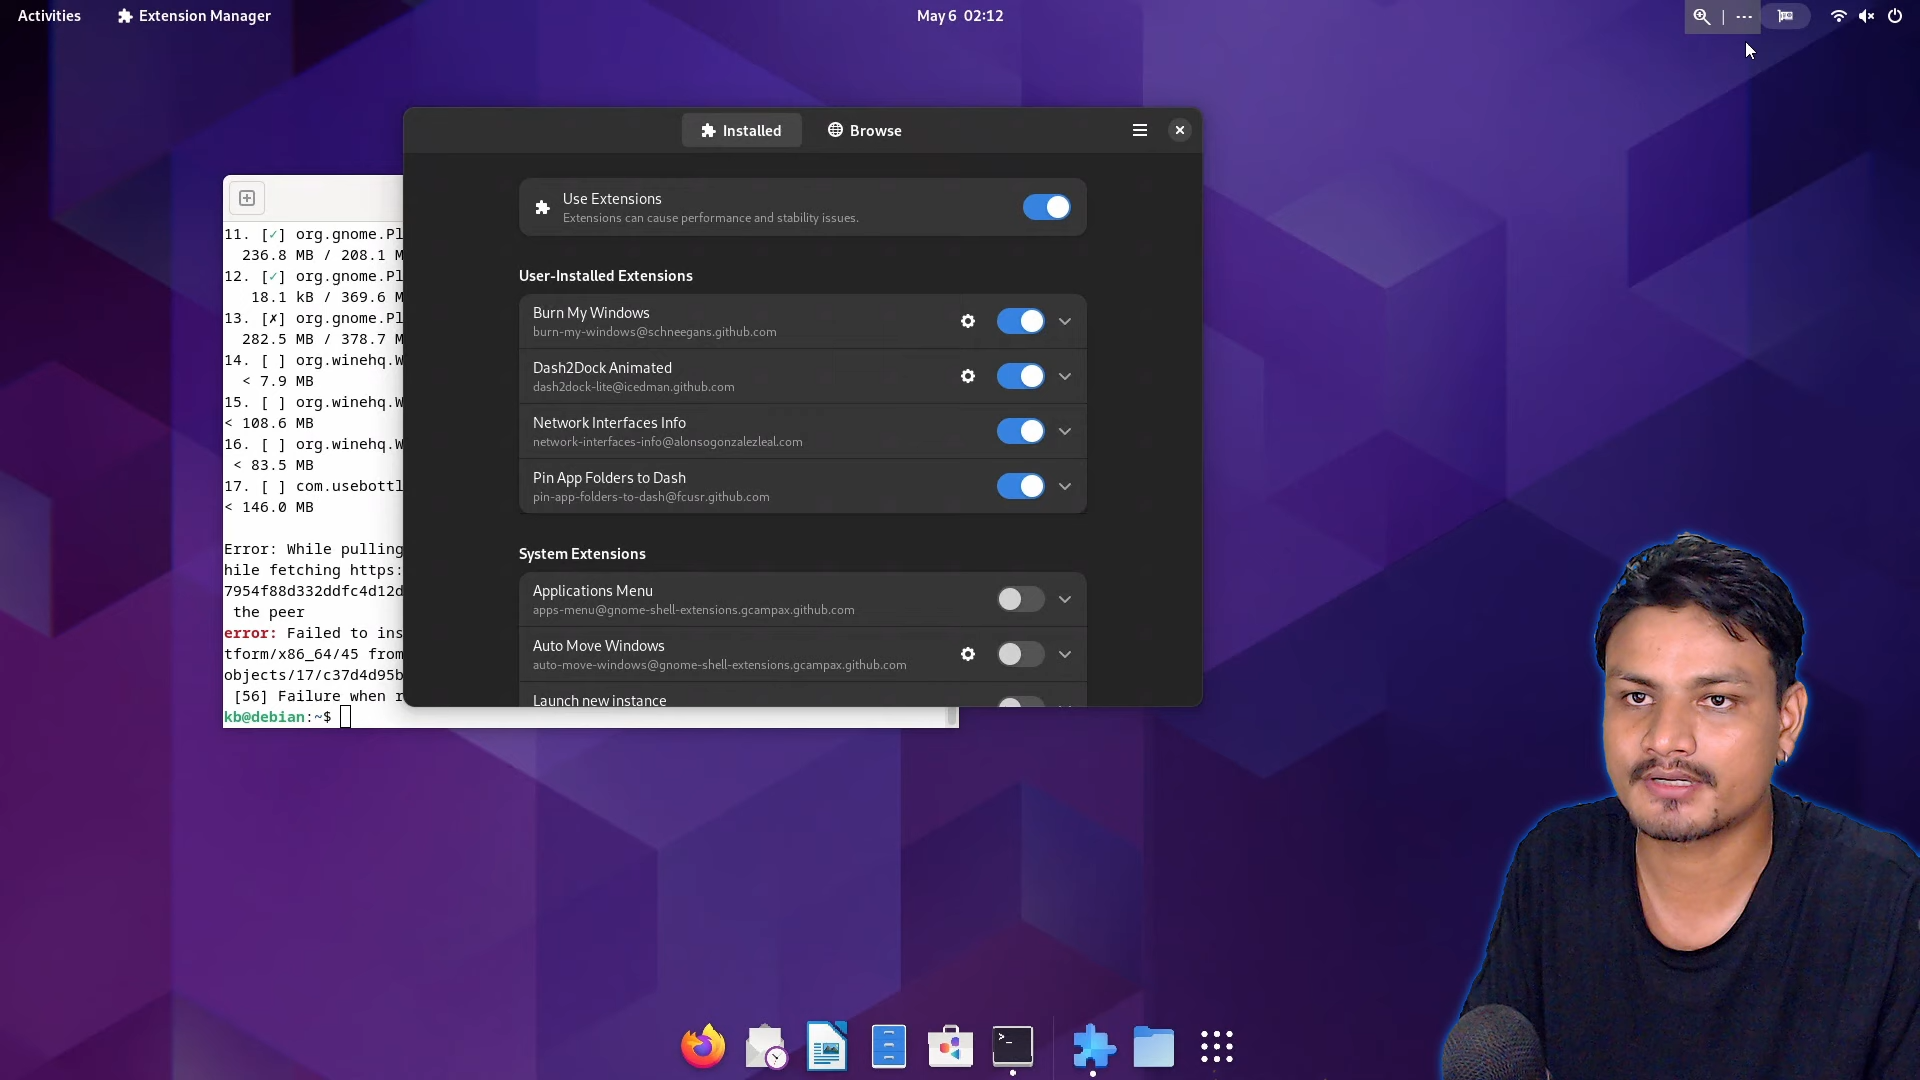 Activities
Extension Manager
May 6 02:12
Installed
Browse
Use Extensions
Extensions can cause performance and stability issues.
User-Installed Extensions
Burn My Windows
burn-my-windows@schneegans.github.com
Dash2Dock Animated
dash2dock-lite@icedman.github.com
Network Interfaces Info
network-interfaces-info@alonsogonzalezleal.com
Pin App Folders to Dash
pin-app-folders-to-dash@fcusr.github.com
System Extensions
Applications Menu
apps-menu@gnome-shell-extensions.gcampax.github.com
Auto Move Windows
auto-move-windows@gnome-shell-extensions.gcampax.github.com
Launch new instance
11. [✓] org.gnome.Pl
236.8 MB / 208.1 M
12. [✓] org.gnome.Pl
18.1 kB / 369.6 M
13. [✗] org.gnome.Pl
282.5 MB / 378.7 M
14. [ ] org.winehq.W
< 7.9 MB
15. [ ] org.winehq.W
< 108.6 MB
16. [ ] org.winehq.W
< 83.5 MB
17. [ ] com.usebottl
< 146.0 MB
Error: While pulling
hile fetching https:
7954f88d332ddfc4d12d
the peer
error: Failed to ins
tform/x86_64/45 from
objects/17/c37d4d95b
[56] Failure when r
kb@debian:~$